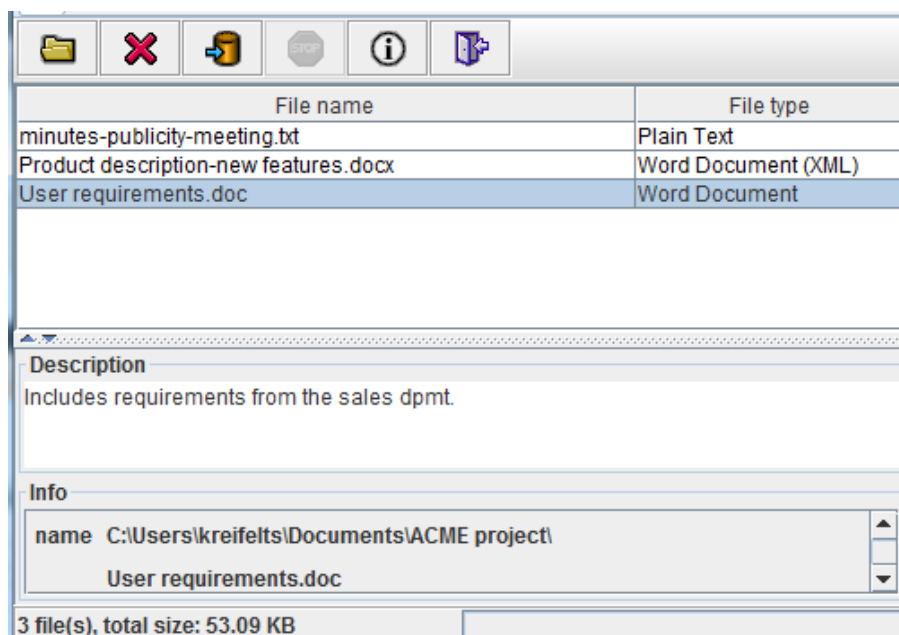 STOP
File name File type
minutes-publicity-meeting.txt Plain Text
Product description-new features.docx Word Document (XML)
User requirements.doc Word Document
Description
Includes requirements from the sales dpmt.
Info
name C:\Users\kreifelts\Documents\ACME project\
User requirements.doc
3 file(s), total size: 53.09 KB